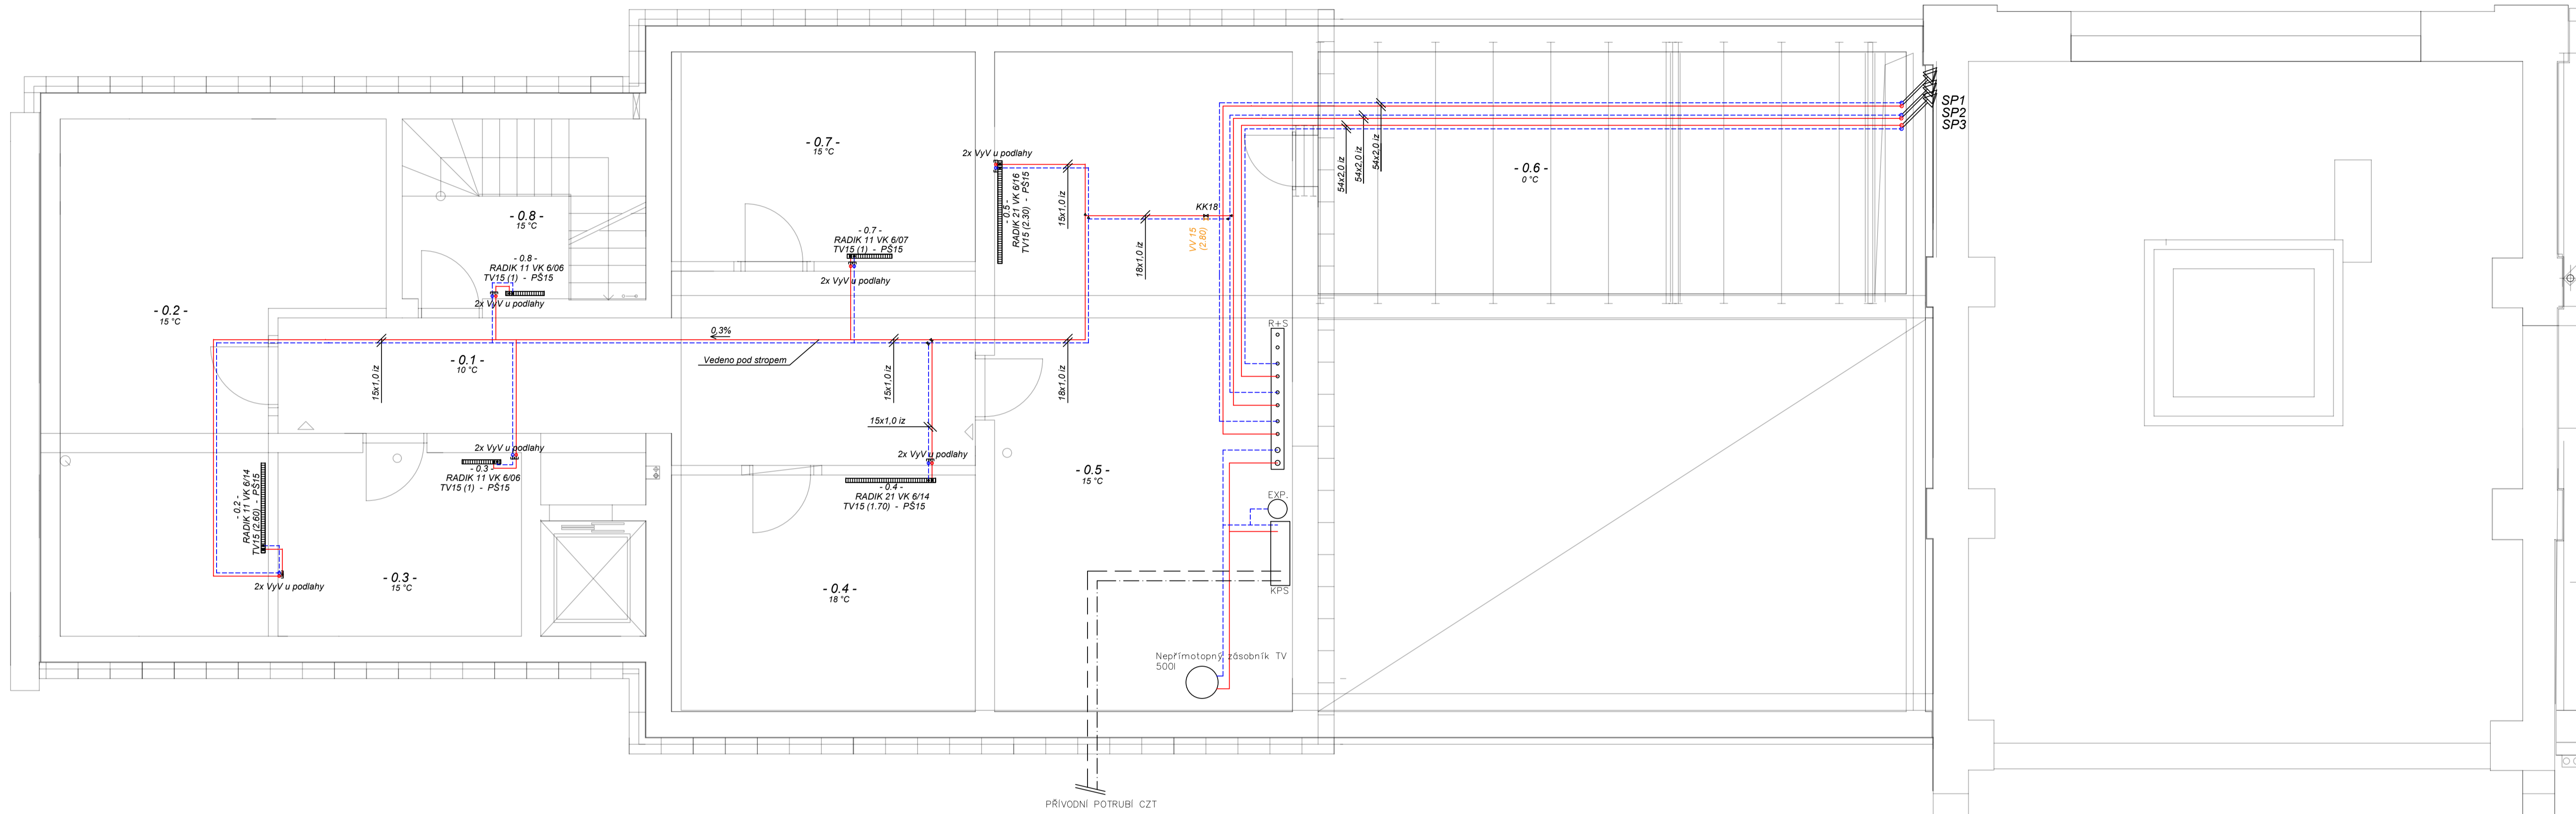 SP1
SP2
SP3
- 0.7 -
15 °C
2x VyV u podlahy
- 0.5 -
RADIK 21 VK 6/16
TV15 (2.30) - PŠ15
15x1,0 iz
54x2,0 iz
54x2,0 iz
54x2,0 iz
- 0.6 -
0 °C
KK18
VV 15
(2.80)
18x1,0 iz
- 0.8 -
15 °C
- 0.8 -
RADIK 11 VK 6/06
TV15 (1) - PŠ15
2x VyV u podlahy
- 0.7 -
RADIK 11 VK 6/07
TV15 (1) - PŠ15
2x VyV u podlahy
- 0.2 -
15 °C
0,3%
Vedeno pod stropem
R+S
- 0.1 -
10 °C
15x1,0 iz
15x1,0 iz
18x1,0 iz
15x1,0 iz
2x VyV u podlahy
- 0.3 -
RADIK 11 VK 6/06
TV15 (1) - PŠ15
2x VyV u podlahy
- 0.4 -
RADIK 21 VK 6/14
TV15 (1.70) - PŠ15
- 0.5 -
15 °C
EXP.
- 0.2 -
RADIK 11 VK 6/14
TV15 (2.60) - PŠ15
2x VyV u podlahy
- 0.3 -
15 °C
- 0.4 -
18 °C
KPS
Nepřímotopný zásobník TV
500l
PŘÍVODNÍ POTRUBÍ CZT